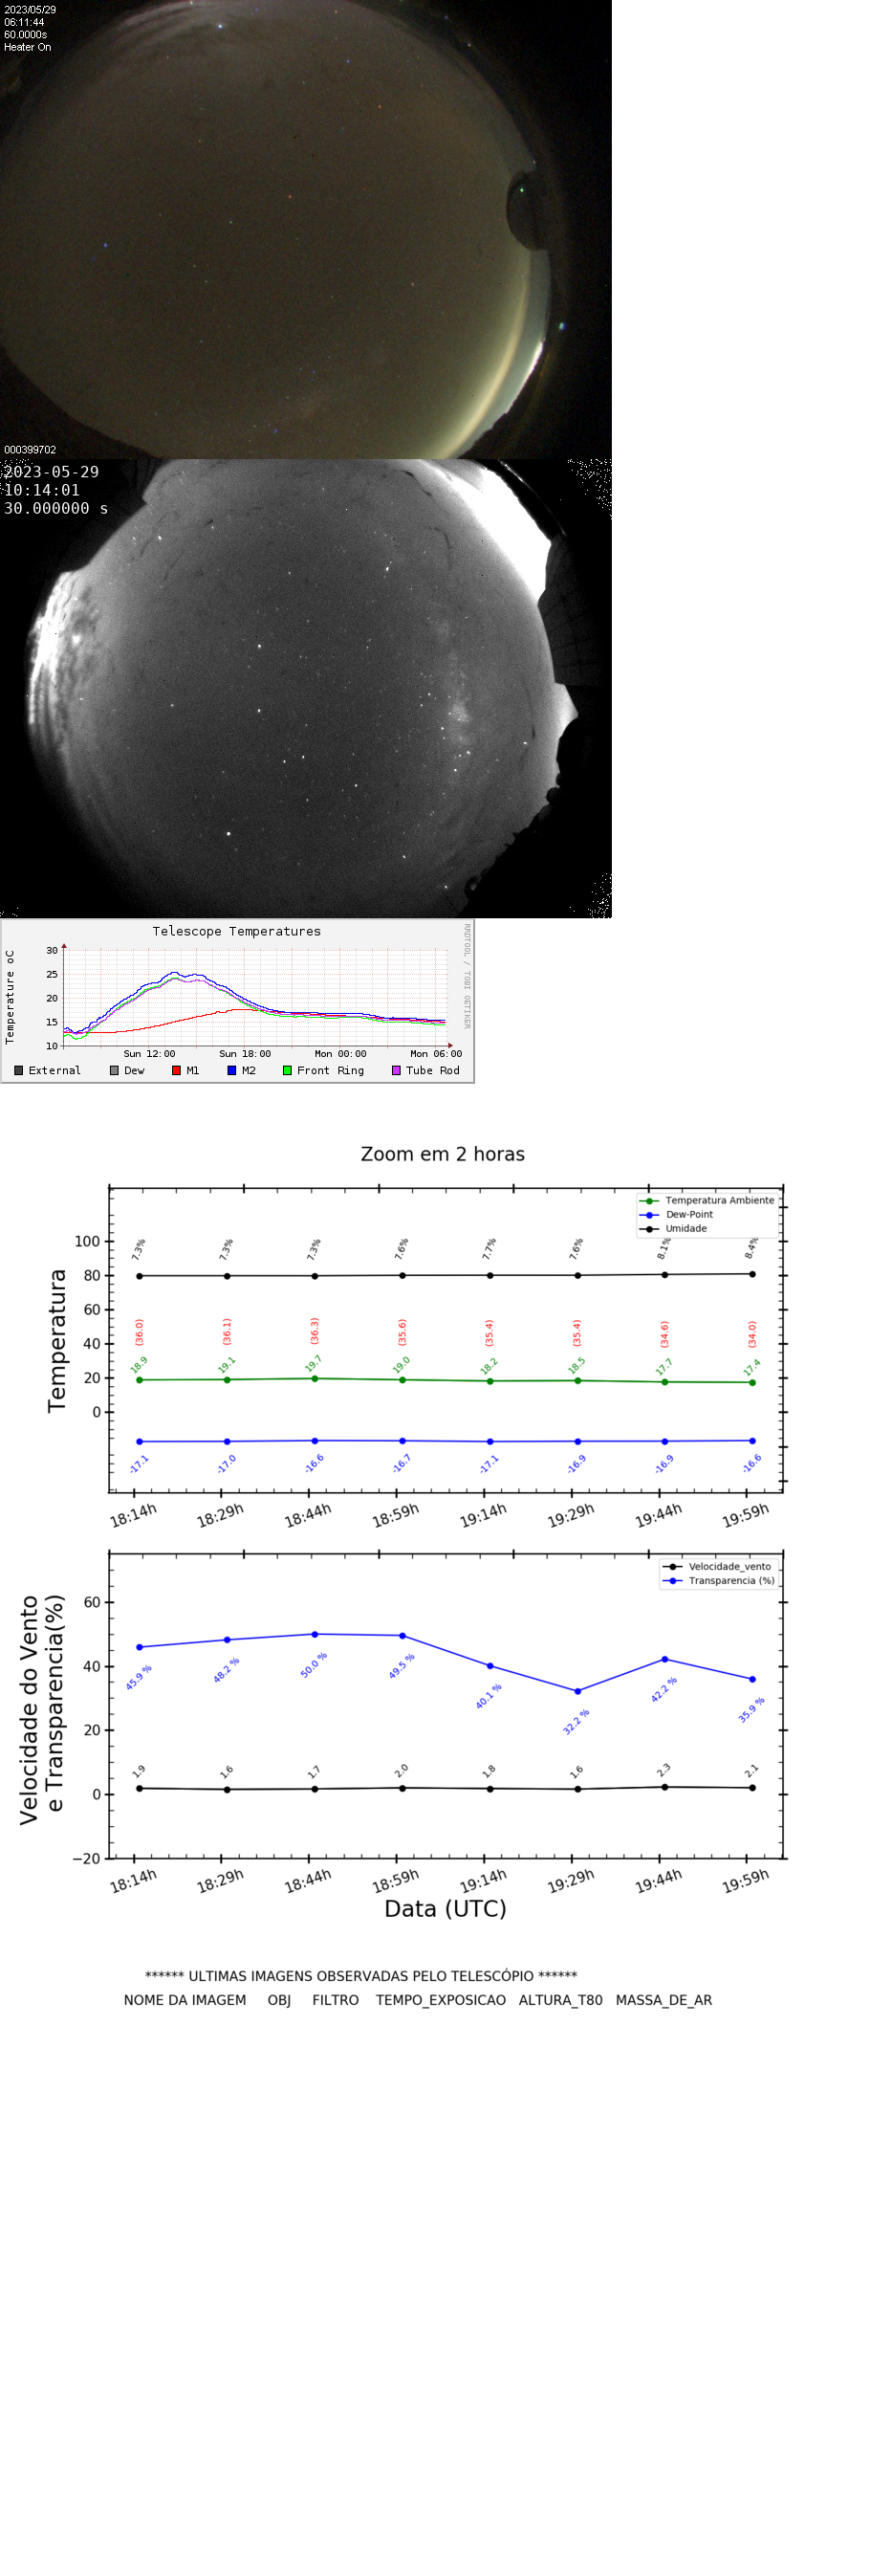 2023/05/29
06:11:44
60.0000s
Heater On
000399702
2023-05-29
10:14:01
30.000000 s
Telescope Temperatures
RRDTOOL / TOBI OETIKER
Temperature oC
30
25
20
15
10
Sun 12:00 Sun 18:00 Mon 00:00 Mon 06:00
External Dew M1 M2 Front Ring Tube Rod
Zoom em 2 horas
Temperatura Ambiente
Dew-Point
Umidade
Temperatura
100
80
60
40
20
0
7.3% 7.3% 7.3% 7.6% 7.7% 7.6% 8.1% 8.4%
(36.0) (36.1) (36.3) (35.6) (35.4) (35.4) (34.6) (34.0)
18.9 19.1 19.7 19.0 18.2 18.5 17.7 17.4
-17.1 -17.0 -16.6 -16.7 -17.1 -16.9 -16.9 -16.6
18:14h 18:29h 18:44h 18:59h 19:14h 19:29h 19:44h 19:59h
Velocidade_vento
Transparencia (%)
Velocidade do Vento
e Transparencia(%)
60
40
20
0
−20
45.9 % 48.2 % 50.0 % 49.5 % 40.1 % 32.2 % 42.2 % 35.9 %
1.9 1.6 1.7 2.0 1.8 1.6 2.3 2.1
18:14h 18:29h 18:44h 18:59h 19:14h 19:29h 19:44h 19:59h
Data (UTC)
****** ULTIMAS IMAGENS OBSERVADAS PELO TELESCÓPIO ******
NOME DA IMAGEM OBJ FILTRO TEMPO_EXPOSICAO ALTURA_T80 MASSA_DE_AR